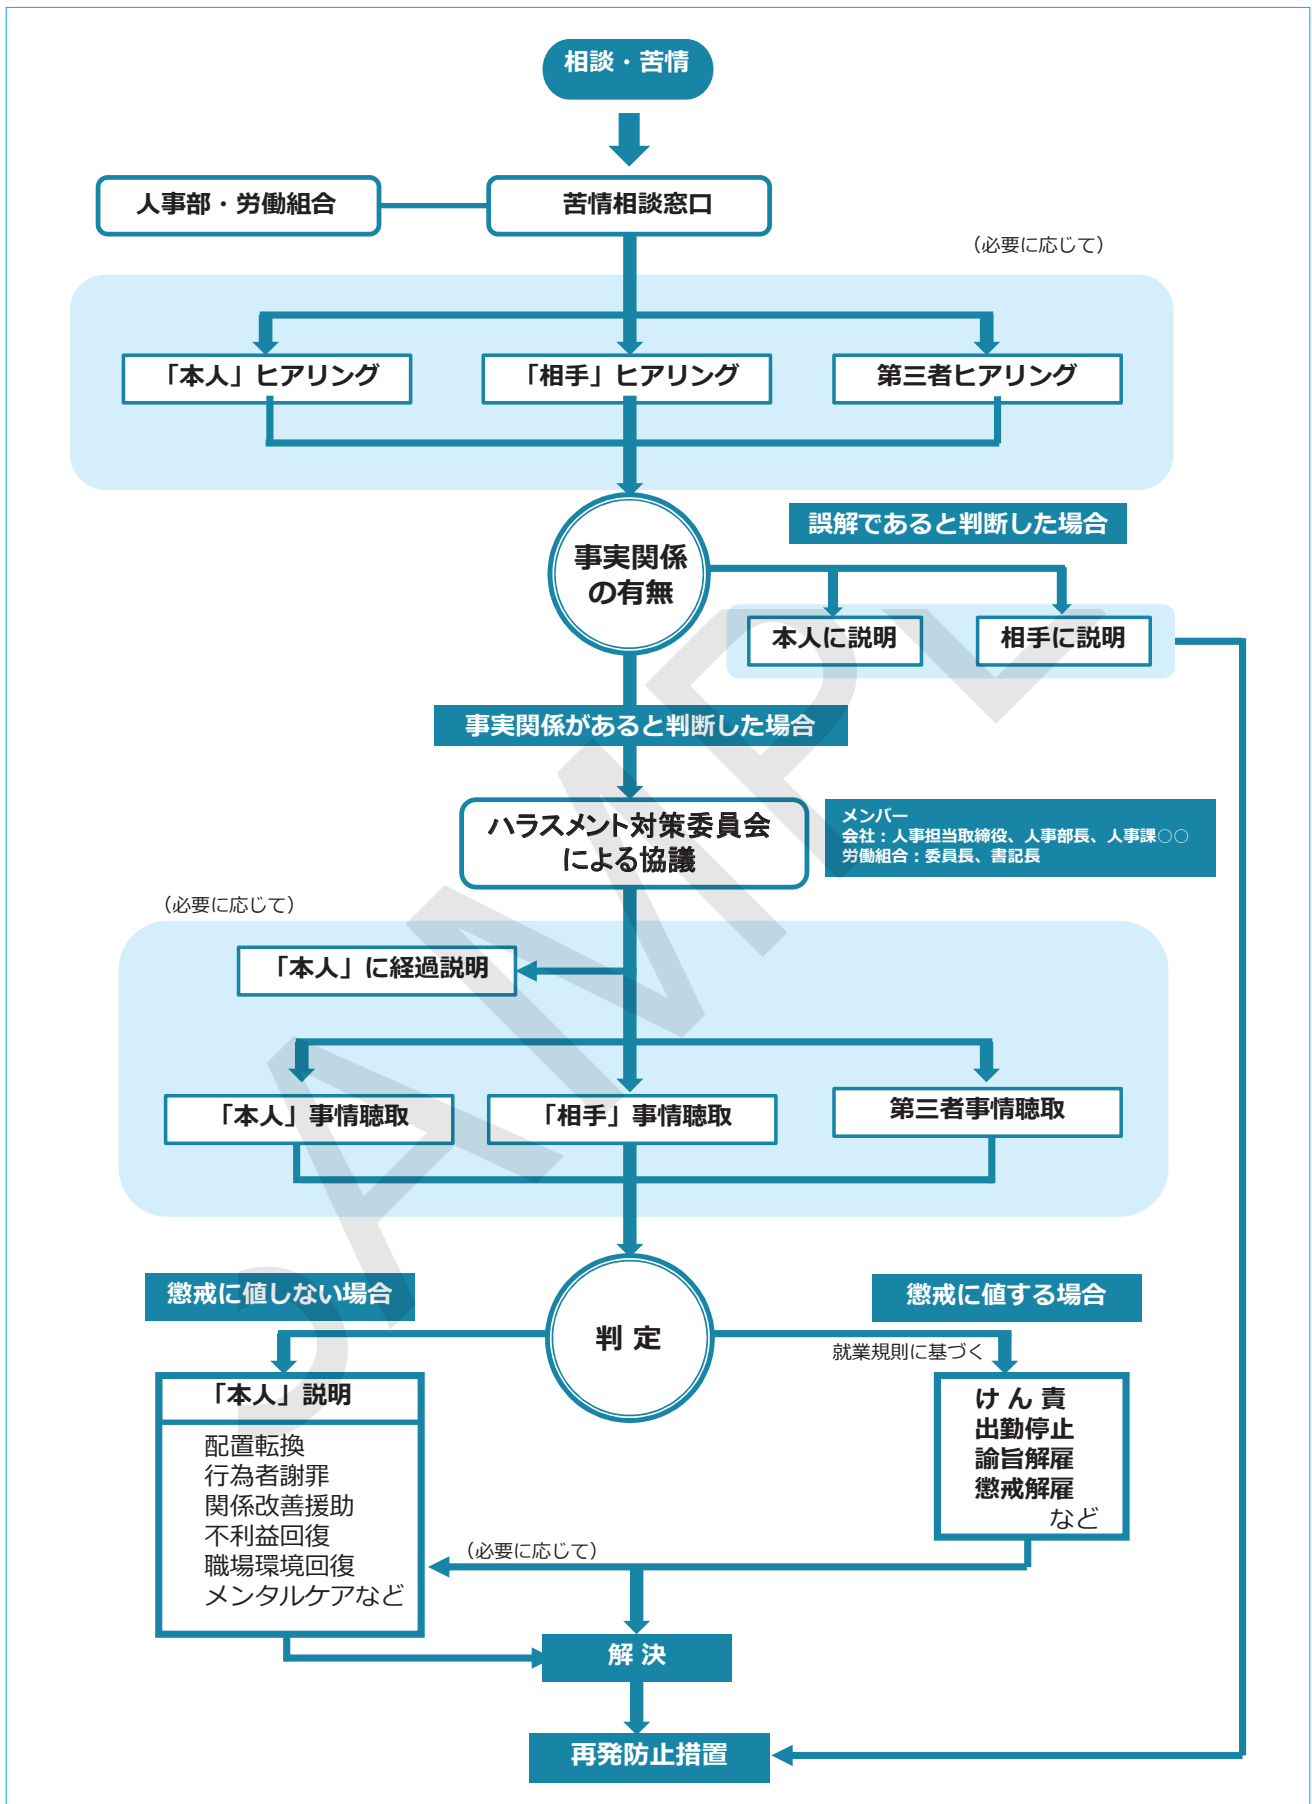 相談・苦情
人事部・労働組合
苦情相談窓口
（必要に応じて）
「本人」ヒアリング
「相手」ヒアリング
第三者ヒアリング
誤解であると判断した場合
事実関係
の有無
本人に説明
相手に説明
事実関係があると判断した場合
ハラスメント対策委員会
による協議
メンバー
会社：人事担当取締役、人事部長、人事課○○
労働組合：委員長、書記長
（必要に応じて）
「本人」に経過説明
「本人」事情聴取
「相手」事情聴取
第三者事情聴取
懲戒に値しない場合
懲戒に値する場合
判 定
就業規則に基づく
「本人」説明
配置転換
行為者謝罪
関係改善援助
不利益回復
職場環境回復
メンタルケアなど
けん責
出勤停止
諭旨解雇
懲戒解雇
など
（必要に応じて）
解 決
再発防止措置
SAMPL